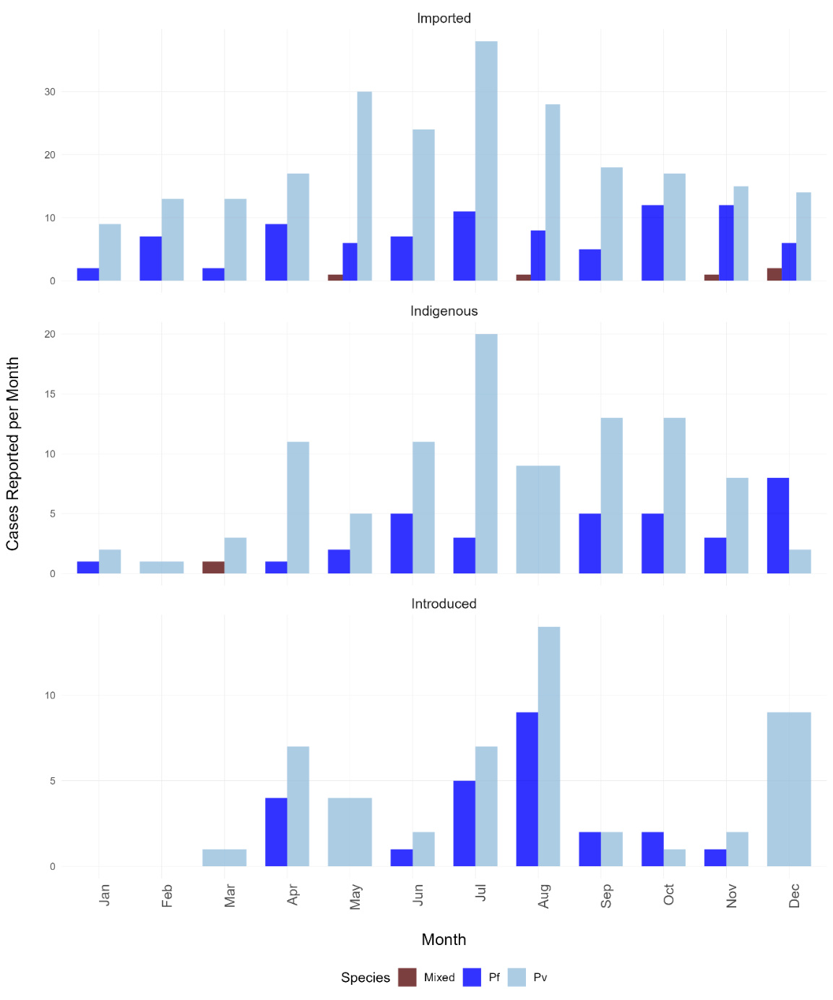 Imported
30
20
10
0
Indigenous
20
15
10
5
0
Introduced
10
5
0
Cases Reported per Month
Jan Feb Mar Apr May Jun Jul Aug Sep Oct Nov Dec
Month
Species Mixed Pf Pv